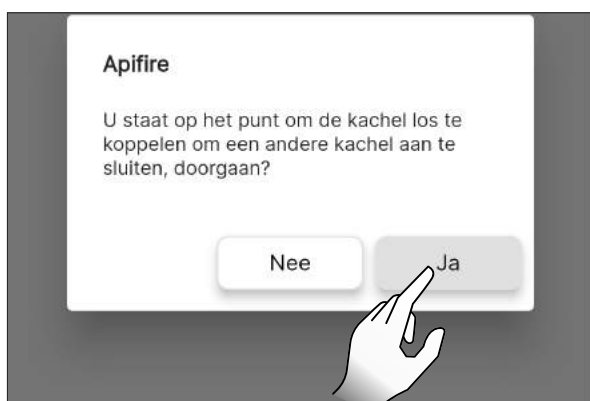 Apifire
U staat op het punt om de kachel los te
koppelen om een andere kachel aan te
sluiten, doorgaan?
Nee
Ja